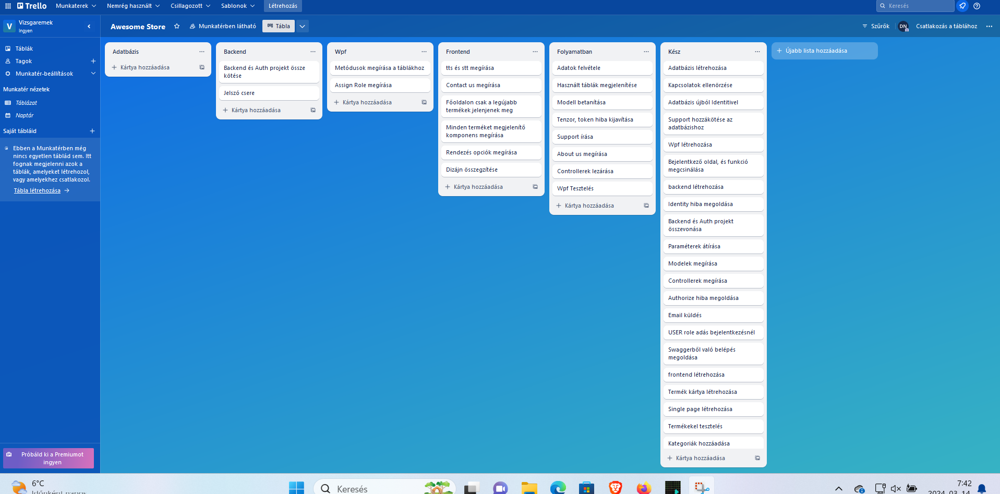 Trello
Munkaterek
Nemrég használt
Csillagozott
Sablonok
Létrehozás
Keresés
V
Vizsgaremek
Ingyen
Awesome Store
Munkatérben látható
Tábla
Szűrők
DN
Csatlakozás a táblához
Táblák
Tagok
Munkatér-beállítások
Munkatér nézetek
Táblázat
Naptár
Saját tábláid
Ebben a Munkatérben még
nincs egyetlen táblád sem. Itt
fognak megjelenni azok a
táblák, amelyeket létrehozol,
vagy amelyekhez csatlakozol.
Tábla létrehozása
Próbáld ki a Premiumot
ingyen
Adatbázis
Kártya hozzáadása
Backend
Backend és Auth projekt össze
kötése
Jelszó csere
Kártya hozzáadása
Wpf
Metódusok megírása a táblákhoz
Assign Role megírása
Kártya hozzáadása
Frontend
tts és stt megírása
Contact us megírása
Főoldalon csak a legújabb
termékek jelenjenek meg
Minden terméket megjelenítő
komponens megírása
Rendezés opciók megírása
Dizájn összegzítése
Kártya hozzáadása
Folyamatban
Adatok felvétele
Használt táblák megjelenítése
Modell betanítása
Tenzor, token hiba kijavítása
Support írása
About us megírása
Controllerek lezárása
Wpf Tesztelés
Kártya hozzáadása
Kész
Adatbázis létrehozása
Kapcsolatok ellenörzése
Adatbázis újból Identitivel
Support hozzákötése az
adatbázishoz
Wpf létrehozása
Bejelentkező oldal, és funkció
megcsinálása
backend létrehozása
Identity hiba megoldása
Backend és Auth projekt
összevonása
Paraméterek átírása
Modelek megírása
Controllerek megírása
Authorize hiba megoldása
Email küldés
USER role adás bejelentkezésnél
Swaggerből való belépés
megoldása
frontend létrehozása
Termék kártya létrehozása
Single page létrehozása
Termékekel tesztelés
Kategoriák hozzáadása
Kártya hozzáadása
Újabb lista hozzáadása
6°C
Időnként napos
Keresés
7:42
2024. 03. 14.